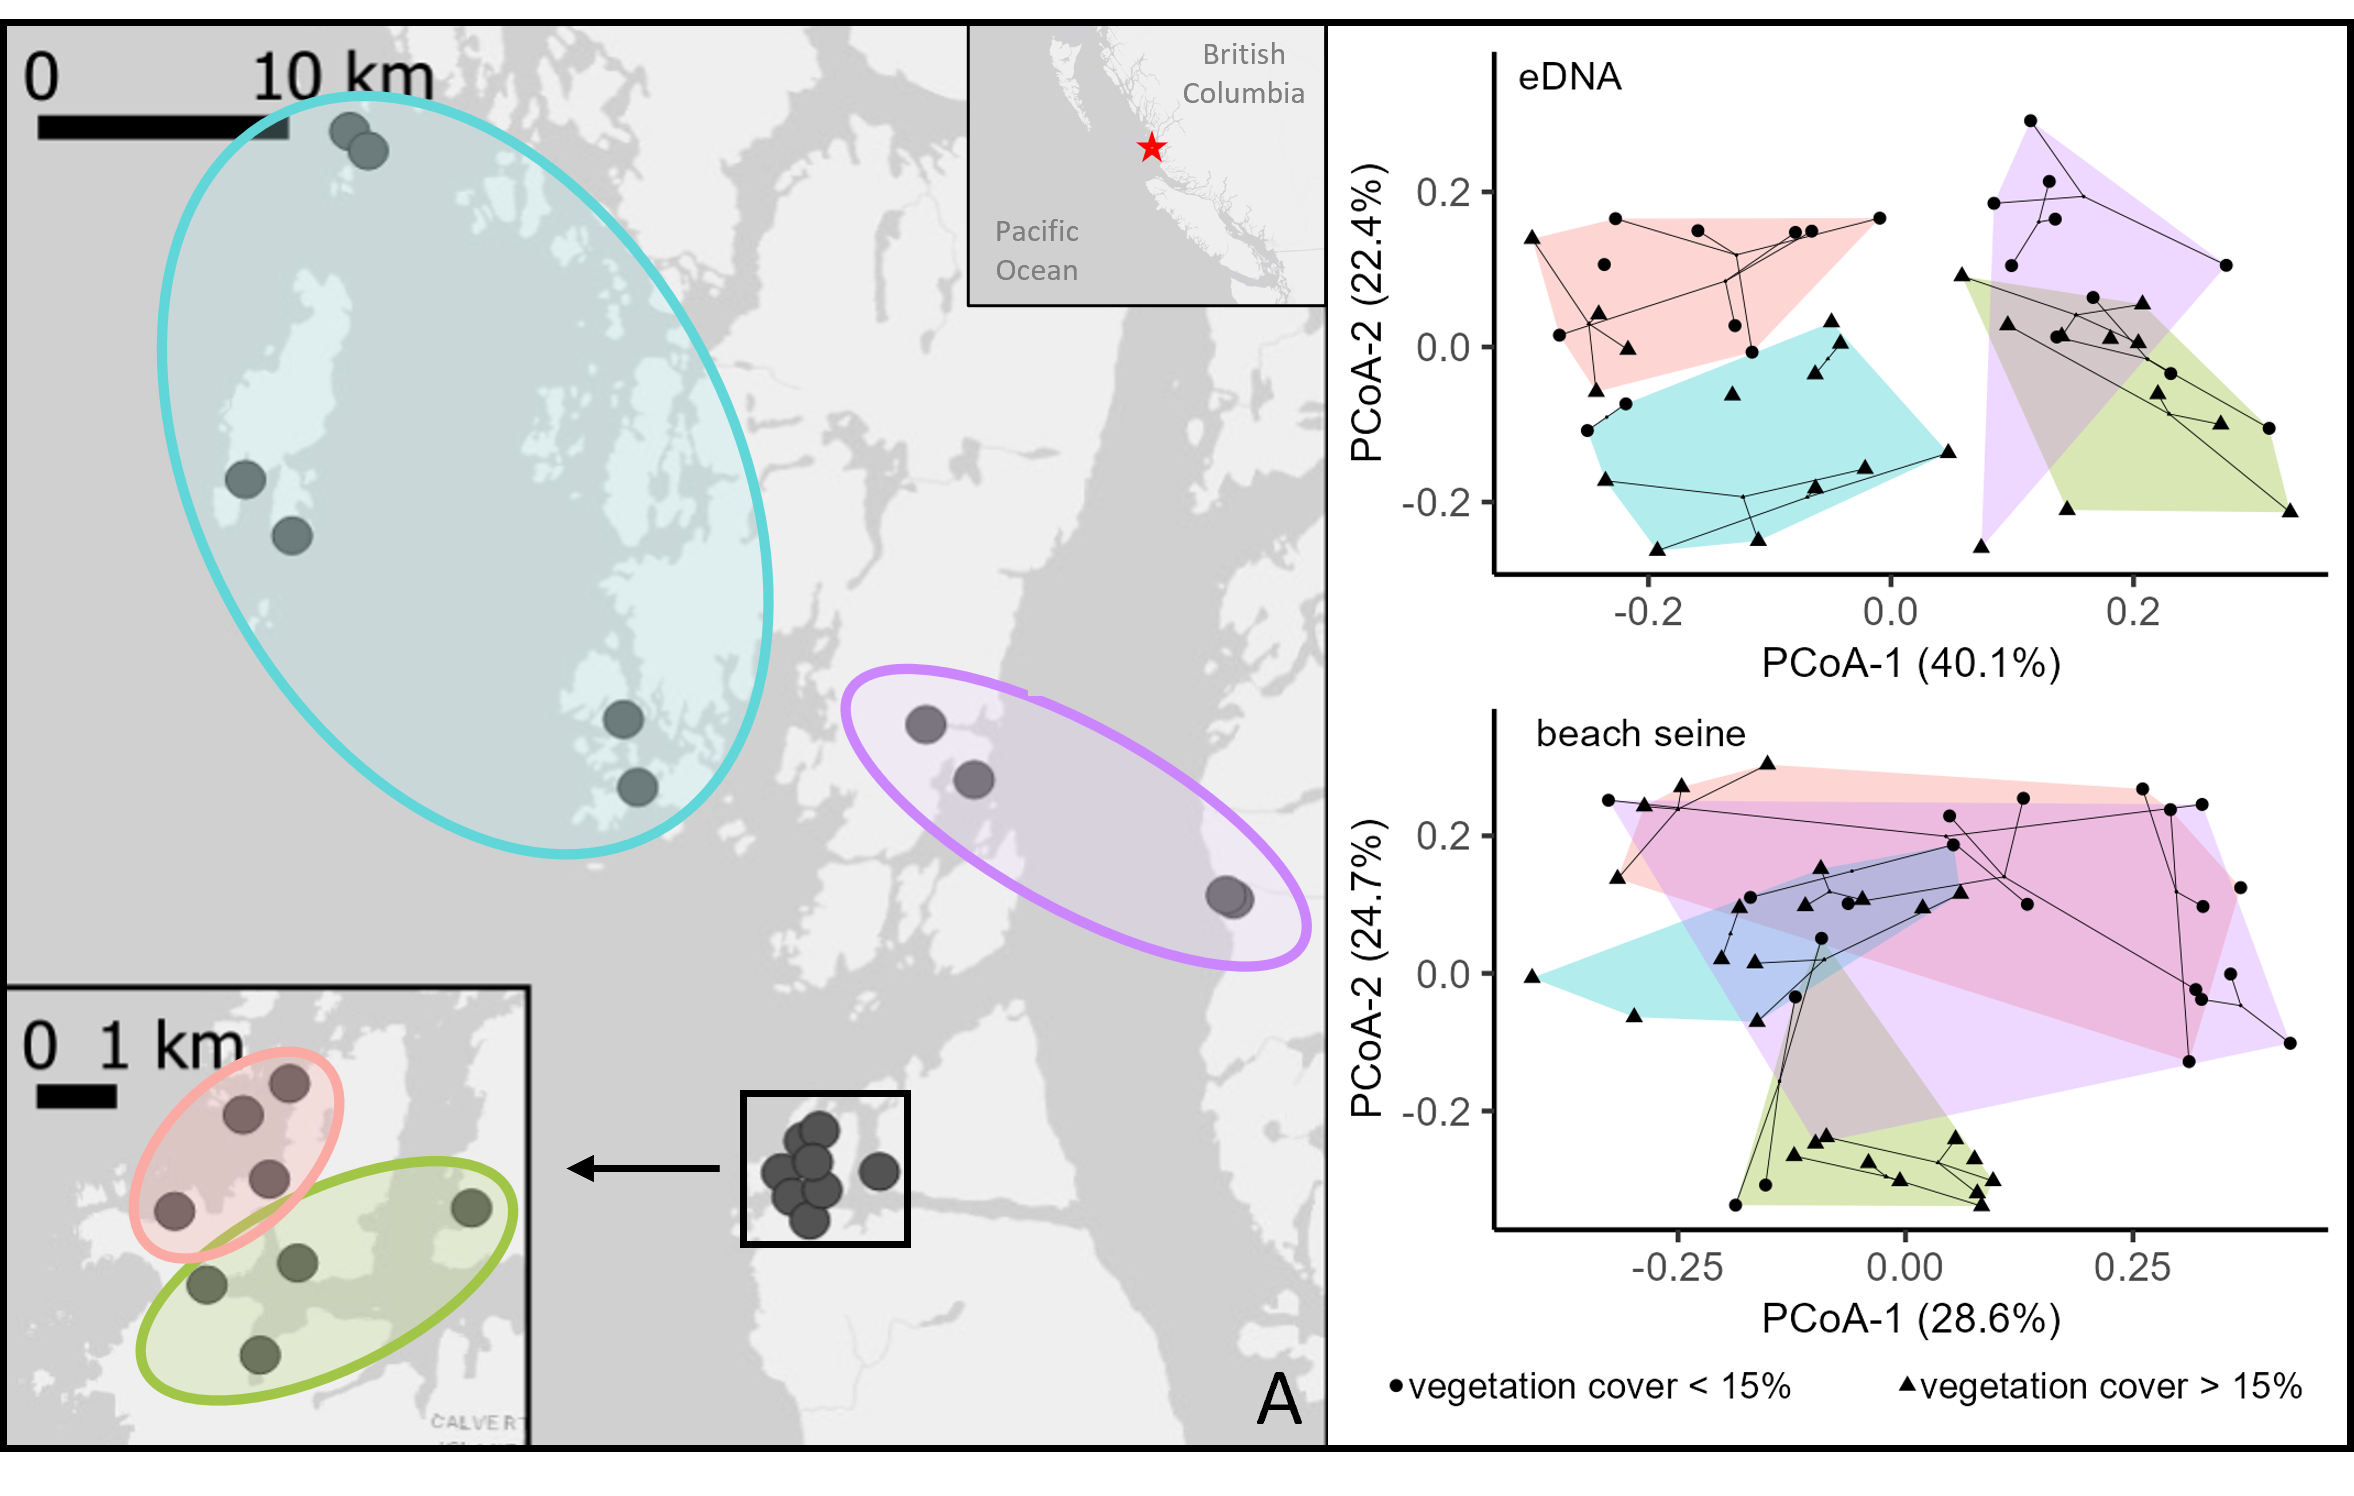 0 10 km
British
Columbia
Pacific
Ocean
0 1 km
CALVERT
A
eDNA
PCoA-2 (22.4%)
0.2
0.0
-0.2
-0.2 0.0 0.2
PCoA-1 (40.1%)
beach seine
PCoA-2 (24.7%)
0.2
0.0
-0.2
-0.25 0.00 0.25
PCoA-1 (28.6%)
vegetation cover < 15% vegetation cover > 15%